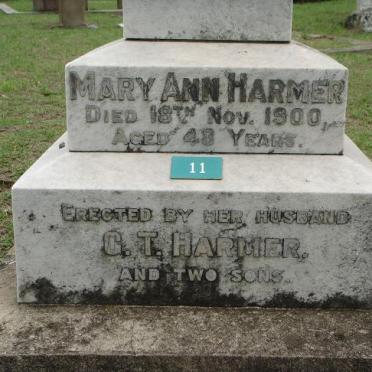 MARY ANN HARMER
DIED 18TH NOV. 1900,
AGED 48 YEARS.
11
ERECTED BY HER HUSBAND
C. T. HARMER.
AND TWO SONS.